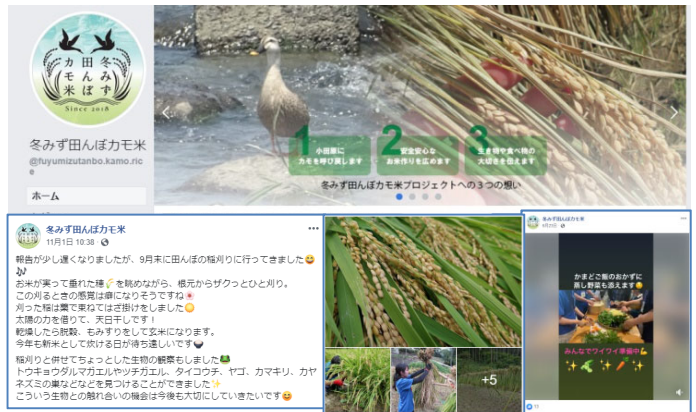 冬みず
田んぼ
カモ米
Since 2018
冬みず田んぼカモ米
@fuyumizutanbo.kamo.ric
e
ホーム
1 小田原に
カモを呼び戻します
2 安全安心な
お米作りを広めます
3 生き物や食べ物の
大切さを伝えます
冬みず田んぼカモ米プロジェクトへの3つの想い
冬みず田んぼカモ米
11月1日 10:38
報告が少し遅くなりましたが、9月末に田んぼの稲刈りに行ってきました😄
🎶
お米が実って垂れた穂🌾を眺めながら、根元からザクっとひと刈り。
この刈るときの感覚は癖になりそうですね🌸
刈った稲は藁で束ねてはざ掛けをしました😊
太陽の力を借りて、天日干しです！
乾燥したら脱穀、もみすりをして玄米になります。
今年も新米として炊ける日が待ち遠しいです🍚
稲刈りと併せてちょっとした生物の観察もしました🐸
トウキョウダルマガエルやツチガエル、タイコウチ、ヤゴ、カマキリ、カヤ
ネズミの巣などなどを見つけることができました✨
こういう生物との触れ合いの機会は今後も大切にしていきたいです😊
+5
冬みず田んぼカモ米
かまどご飯のおかずに
蒸し野菜も添えます😋
みんなでワイワイ準備中💪